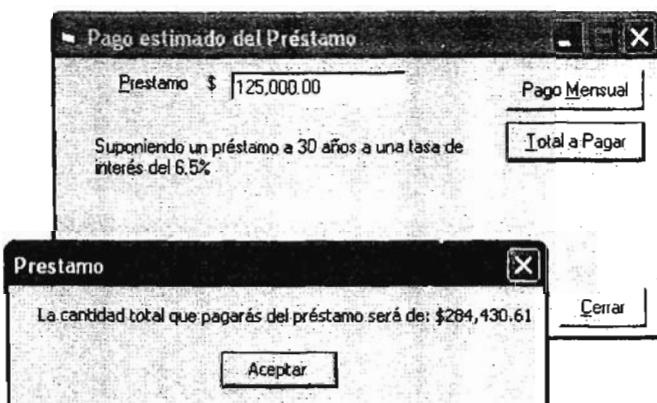 Pago estimado del Préstamo
Prestamo $ 125,000.00
Pago Mensual
Total a Pagar
Suponiendo un préstamo a 30 años a una tasa de
interés del 6.5%
Prestamo
La cantidad total que pagarás del préstamo será de: $284,430.61
Aceptar
Cerrar